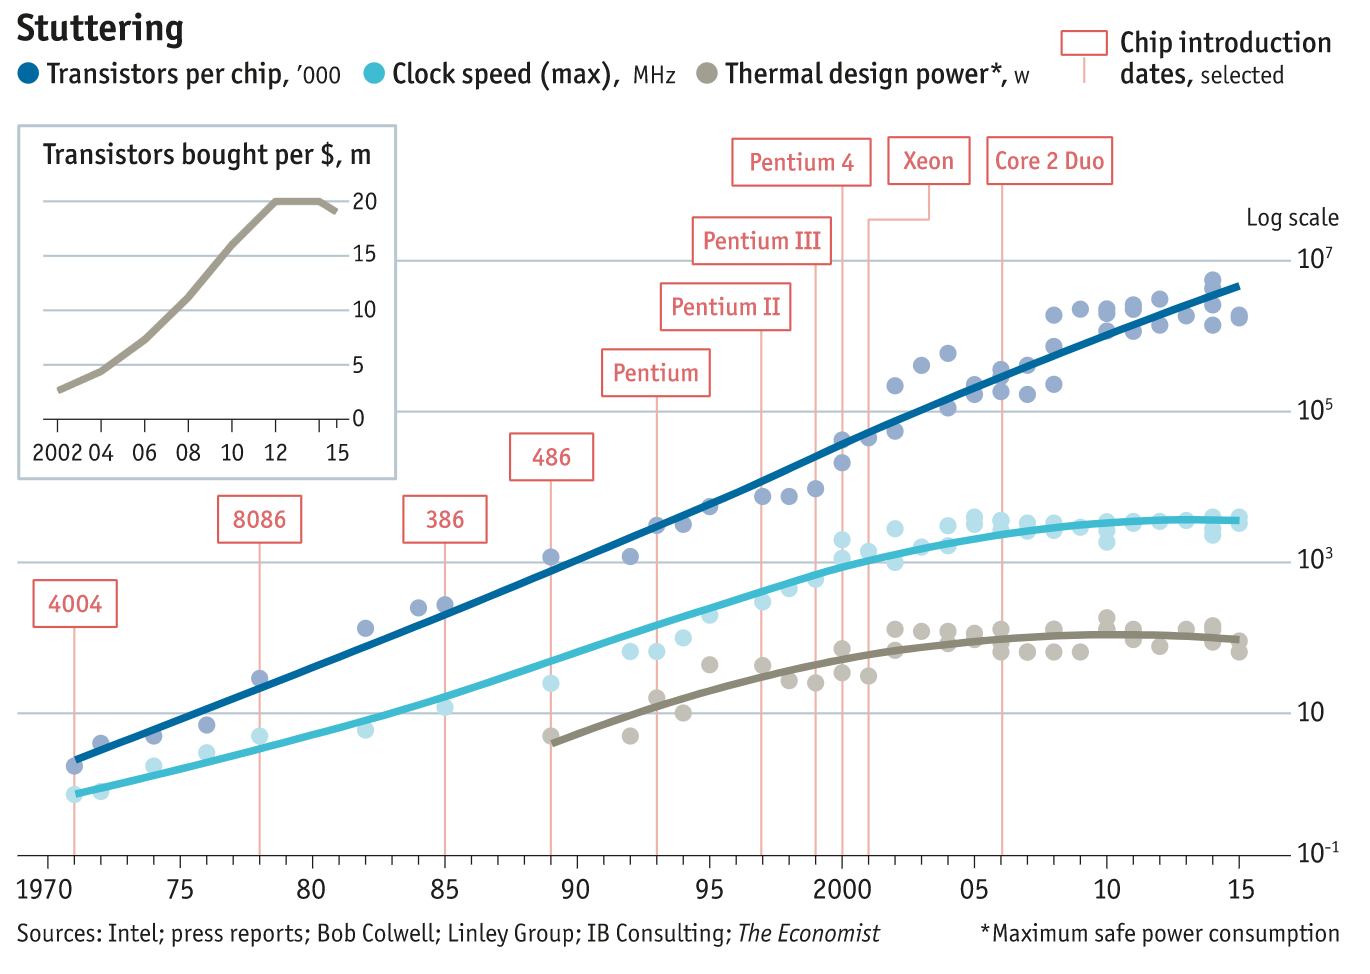 Stuttering
Transistors per chip, ’000
Clock speed (max), MHz
Thermal design power*, w
Chip introduction
dates, selected
Transistors bought per $, m
20
15
10
5
0
2002 04 06 08 10 12 15
Pentium 4
Xeon
Core 2 Duo
Log scale
Pentium III
Pentium II
Pentium
486
8086
386
4004
10⁷
10⁵
10³
10
10⁻¹
1970 75 80 85 90 95 2000 05 10 15
Sources: Intel; press reports; Bob Colwell; Linley Group; IB Consulting; The Economist
*Maximum safe power consumption